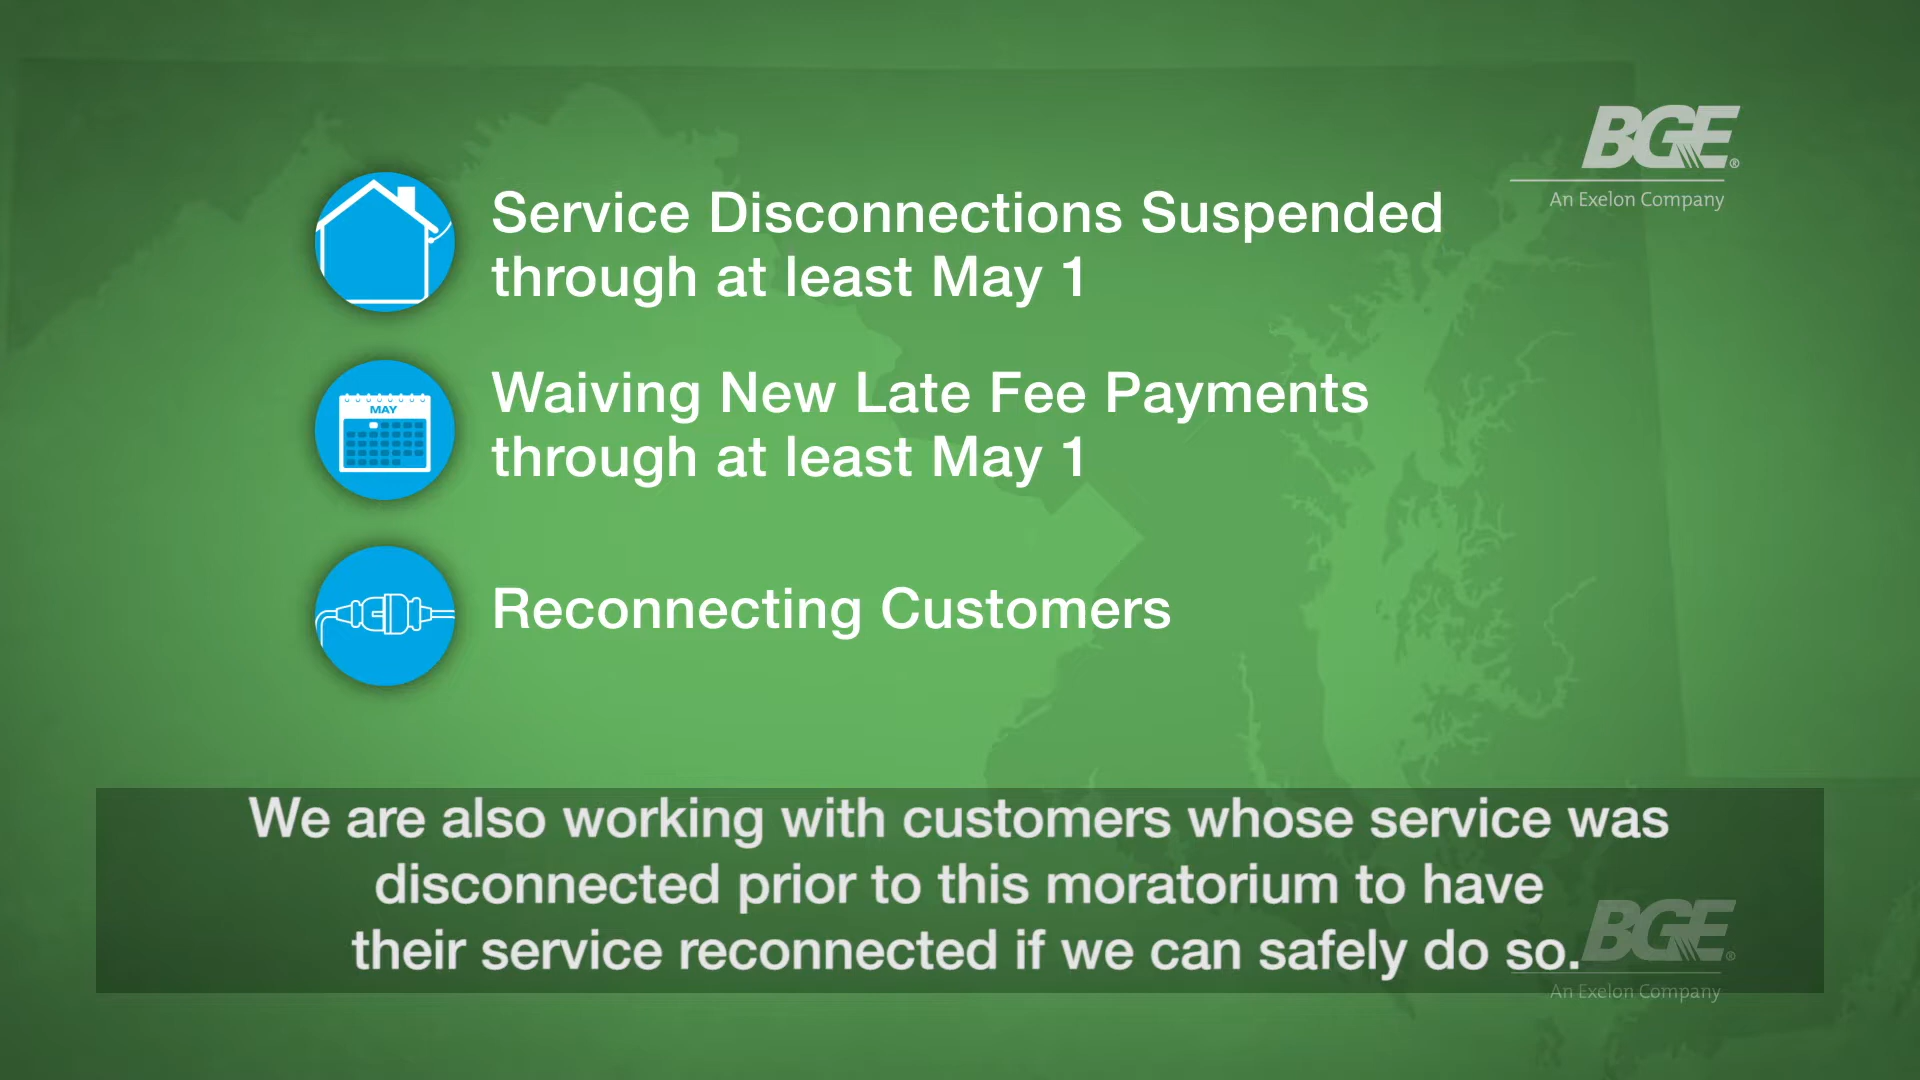 BGE®
An Exelon Company
Service Disconnections Suspended
through at least May 1
MAY
Waiving New Late Fee Payments
through at least May 1
Reconnecting Customers
We are also working with customers whose service was
disconnected prior to this moratorium to have
their service reconnected if we can safely do so.
BGE®
An Exelon Company